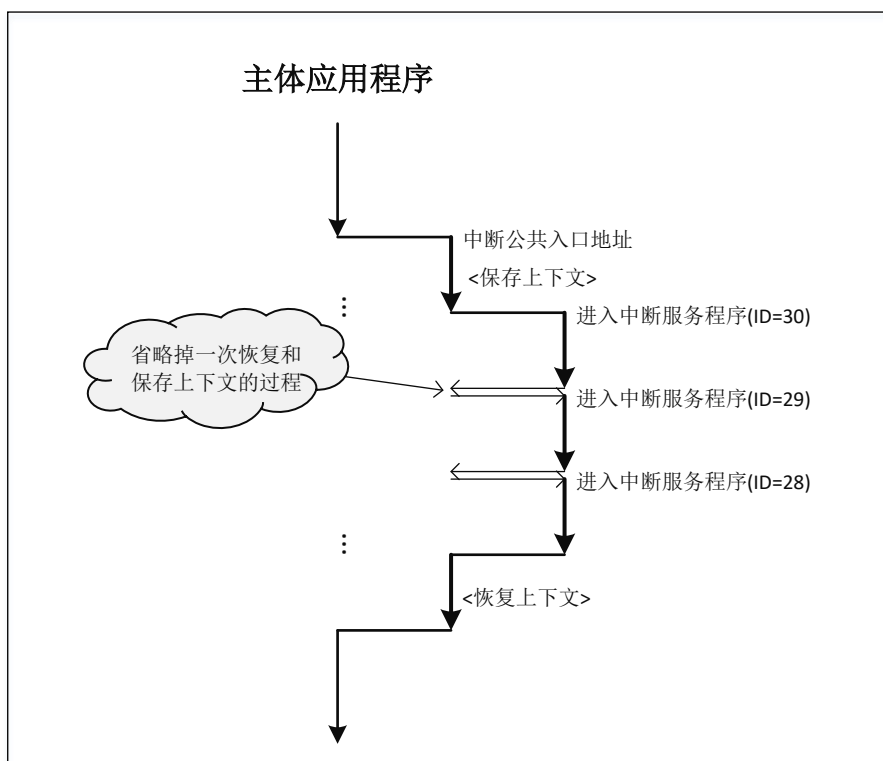 主体应用程序
中断公共入口地址
<保存上下文>
⋮
进入中断服务程序(ID=30)
省略掉一次恢复和
保存上下文的过程
进入中断服务程序(ID=29)
进入中断服务程序(ID=28)
⋮
<恢复上下文>